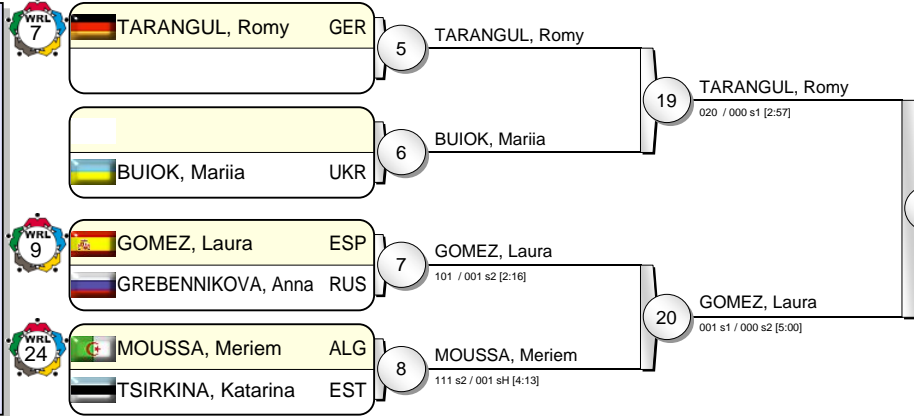 WRL
7
TARANGUL, Romy GER
5
TARANGUL, Romy
BUIOK, Mariia UKR
6
BUIOK, Mariia
19
TARANGUL, Romy
020 / 000 s1 [2:57]
WRL
9
GOMEZ, Laura ESP
GREBENNIKOVA, Anna RUS
7
GOMEZ, Laura
101 / 001 s2 [2:16]
WRL
24
MOUSSA, Meriem ALG
TSIRKINA, Katarina EST
8
MOUSSA, Meriem
111 s2 / 001 sH [4:13]
20
GOMEZ, Laura
001 s1 / 000 s2 [5:00]